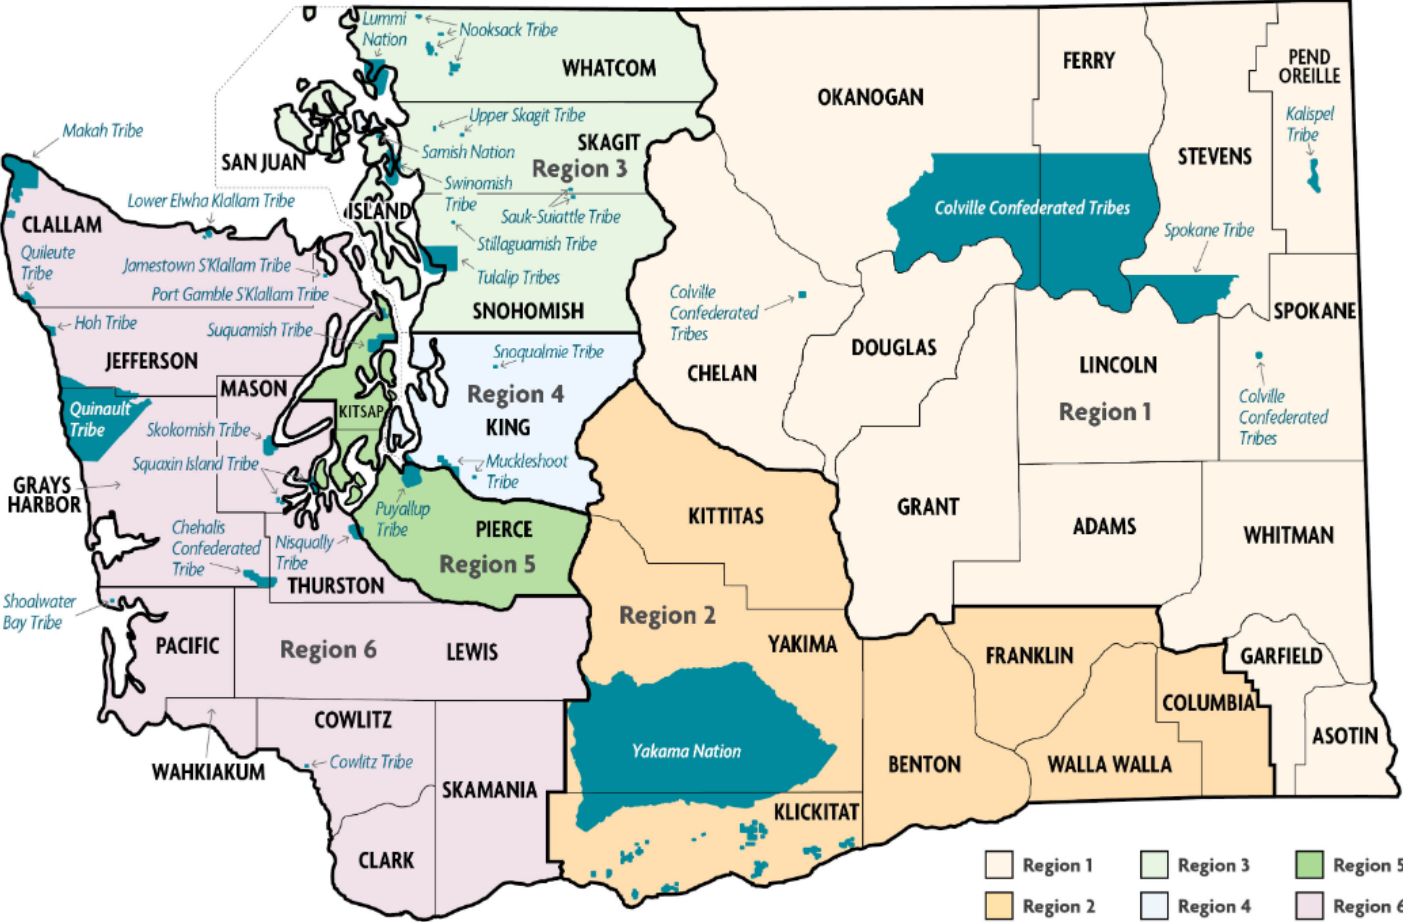 Lummi
Nation
Nooksack Tribe
WHATCOM
OKANOGAN
FERRY
PEND
OREILLE
Kalispel
Tribe
STEVENS
Makah Tribe
Upper Skagit Tribe
SKAGIT
Samish Nation
Region 3
SAN JUAN
Swinomish
Tribe
Lower Elwha Klallam Tribe
ISLAND
Sauk-Suiattle Tribe
Colville Confederated Tribes
CLALLAM
Spokane Tribe
Stillaguamish Tribe
Quileute
Tribe
Jamestown S'Klallam Tribe
Tulalip Tribes
Port Gamble S'Klallam Tribe
Colville
Confederated
Tribes
SNOHOMISH
SPOKANE
Hoh Tribe
Suquamish Tribe
DOUGLAS
JEFFERSON
Snoqualmie Tribe
LINCOLN
CHELAN
MASON
Region 4
Region 1
Quinault
Tribe
KITSAP
KING
Colville
Confederated
Tribes
Skokomish Tribe
Squaxin Island Tribe
Muckleshoot
Tribe
GRAYS
HARBOR
Puyallup
Tribe
GRANT
KITTITAS
ADAMS
WHITMAN
Chehalis
Confederated
Tribe
Nisqually
Tribe
PIERCE
Region 5
THURSTON
Shoalwater
Bay Tribe
Region 2
PACIFIC
Region 6
LEWIS
YAKIMA
FRANKLIN
GARFIELD
COLUMBIA
COWLITZ
ASOTIN
Yakama Nation
Cowlitz Tribe
WAHKIAKUM
BENTON
WALLA WALLA
SKAMANIA
KLICKITAT
CLARK
Region 1
Region 3
Region 5
Region 2
Region 4
Region 6